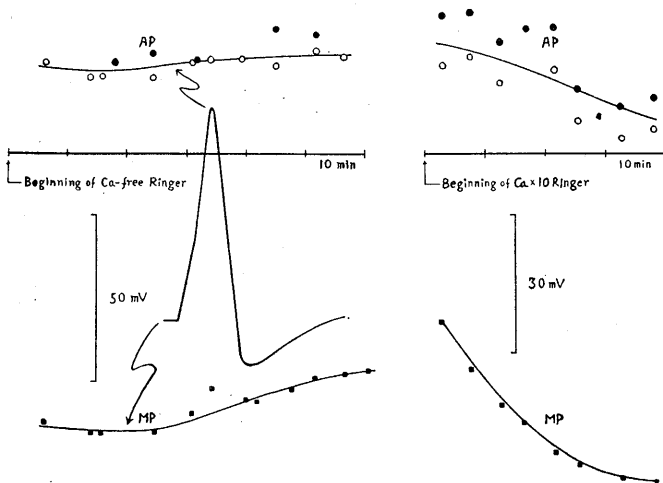 AP
10 min
Beginning of Ca-free Ringer
50 mV
MP
AP
10 min
Beginning of Ca × 10 Ringer
30 mV
MP